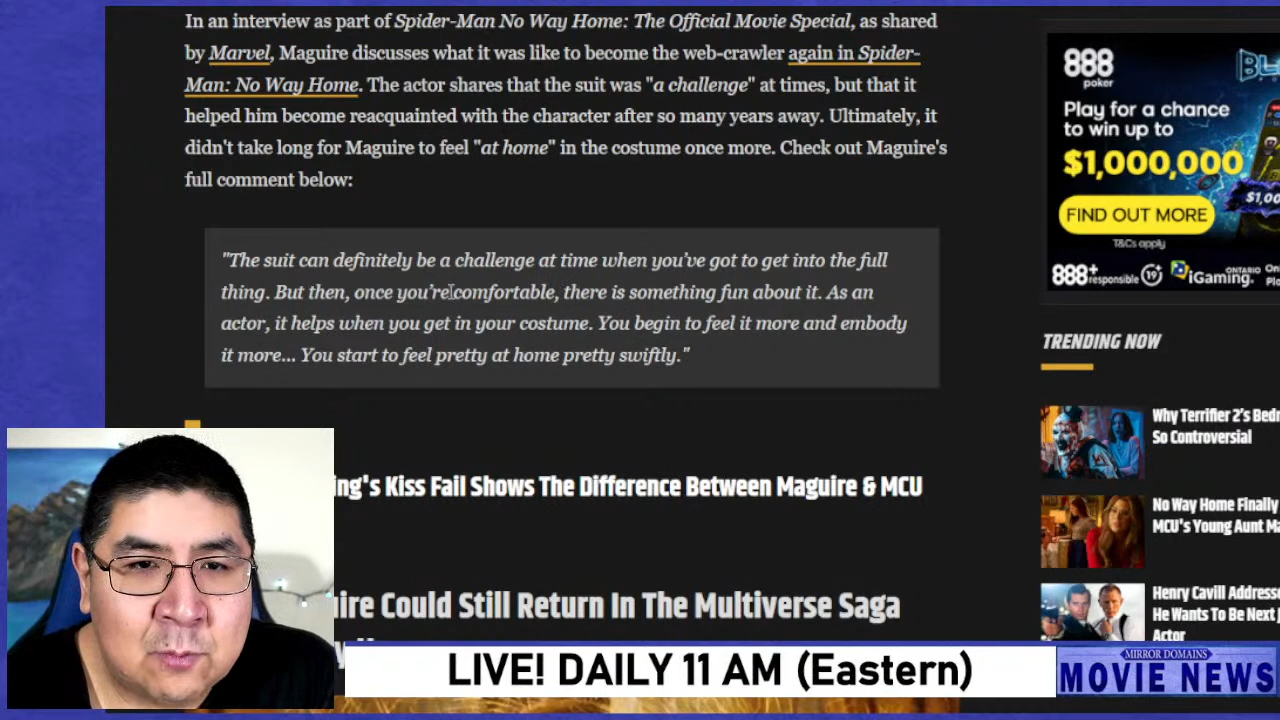 In an interview as part of Spider-Man No Way Home: The Official Movie Special, as shared
by Marvel, Maguire discusses what it was like to become the web-crawler again in Spider-
Man: No Way Home. The actor shares that the suit was "a challenge" at times, but that it
helped him become reacquainted with the character after so many years away. Ultimately, it
didn't take long for Maguire to feel "at home" in the costume once more. Check out Maguire's
full comment below:
"The suit can definitely be a challenge at time when you've got to get into the full
thing. But then, once you're comfortable, there is something fun about it. As an
actor, it helps when you get in your costume. You begin to feel it more and embody
it more... You start to feel pretty at home pretty swiftly."
ing's Kiss Fail Shows The Difference Between Maguire & MCU
ire Could Still Return In The Multiverse Saga
888
poker
Play for a chance
to win up to
$1,000,000
FIND OUT MORE
T&Cs apply
888+
responsible
19+
iGaming
ONTARIO
TRENDING NOW
Why Terrifier 2's Bed
So Controversial
No Way Home Finally
MCU's Young Aunt Ma
Henry Cavill Addresse
He Wants To Be Next J
Actor
LIVE! DAILY 11 AM (Eastern)
MIRROR DOMAINS
MOVIE NEWS